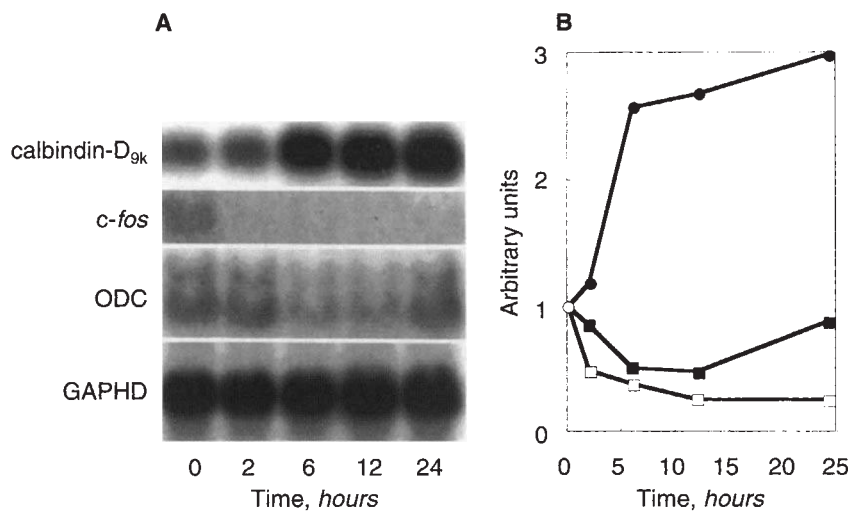 A
calbindin-D9k
c-fos
ODC
GAPHD
0 2 6 12 24
Time, hours
B
Arbitrary units
3
2
1
0
0 5 10 15 20 25
Time, hours